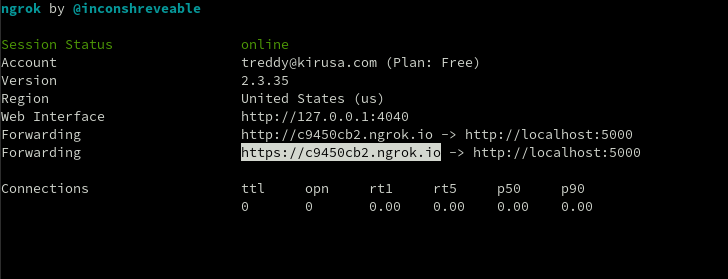 ngrok by @inconshreveable
Session Status online
Account treddy@kirusa.com (Plan: Free)
Version 2.3.35
Region United States (us)
Web Interface http://127.0.0.1:4040
Forwarding http://c9450cb2.ngrok.io -> http://localhost:5000
Forwarding https://c9450cb2.ngrok.io -> http://localhost:5000
Connections ttl opn rt1 rt5 p50 p90
0 0 0.00 0.00 0.00 0.00